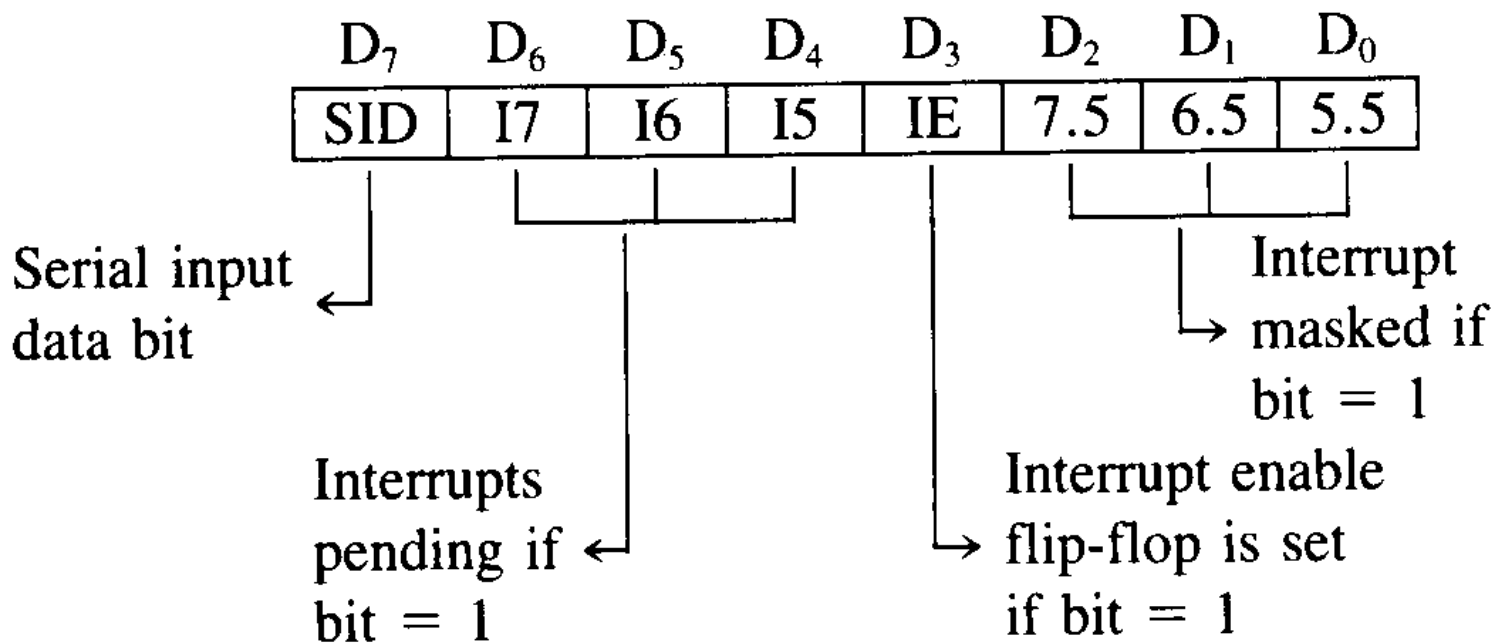 D₇ D₆ D₅ D₄ D₃ D₂ D₁ D₀
SID I7 I6 I5 IE 7.5 6.5 5.5
Serial input
data bit
Interrupts
pending if
bit = 1
Interrupt enable
flip-flop is set
if bit = 1
Interrupt
masked if
bit = 1